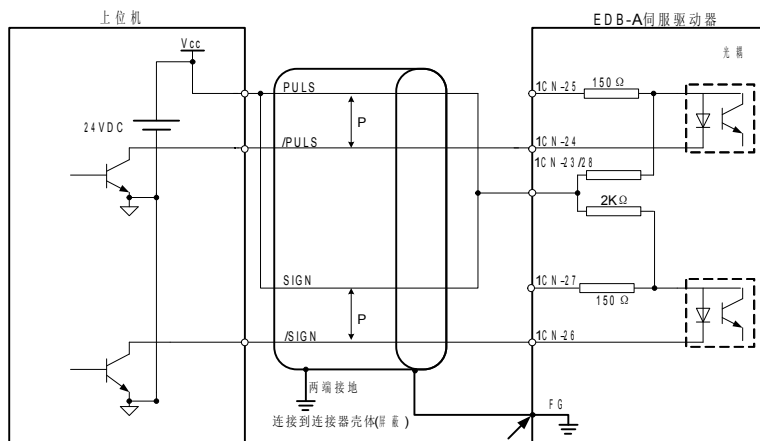 上位机
EDB-A伺服驱动器
Vcc
光耦
PULS
1CN-25
150Ω
24VDC
P
/PULS
1CN-24
1CN-23/28
2KΩ
SIGN
1CN-27
150Ω
P
/SIGN
1CN-26
两端接地
连接到连接器壳体(屏蔽)
FG